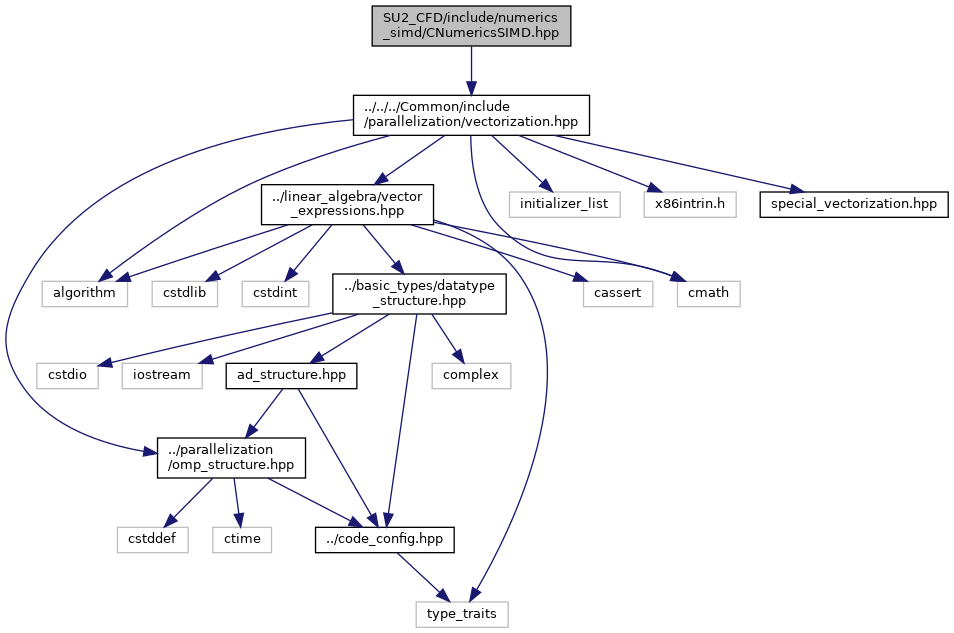 SU2_CFD/include/numerics
_simd/CNumericsSIMD.hpp
../../../Common/include
/parallelization/vectorization.hpp
../linear_algebra/vector
_expressions.hpp
initializer_list
x86intrin.h
special_vectorization.hpp
algorithm
cstdlib
cstdint
../basic_types/datatype
_structure.hpp
cassert
cmath
cstdio
iostream
ad_structure.hpp
complex
../parallelization
/omp_structure.hpp
cstddef
ctime
../code_config.hpp
type_traits